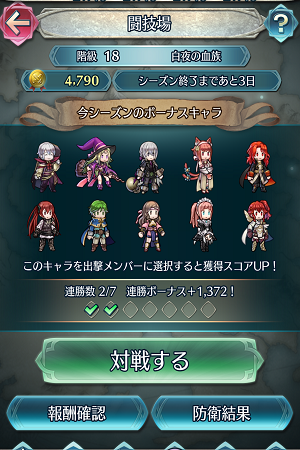 闘技場
?
階級 18 白夜の血族
4,790 シーズン終了まであと3日
今シーズンのボーナスキャラ
このキャラを出撃メンバーに選択すると獲得スコアUP!
連勝数 2/7 連勝ボーナス+1,372!
対戦する
報酬確認 防衛結果